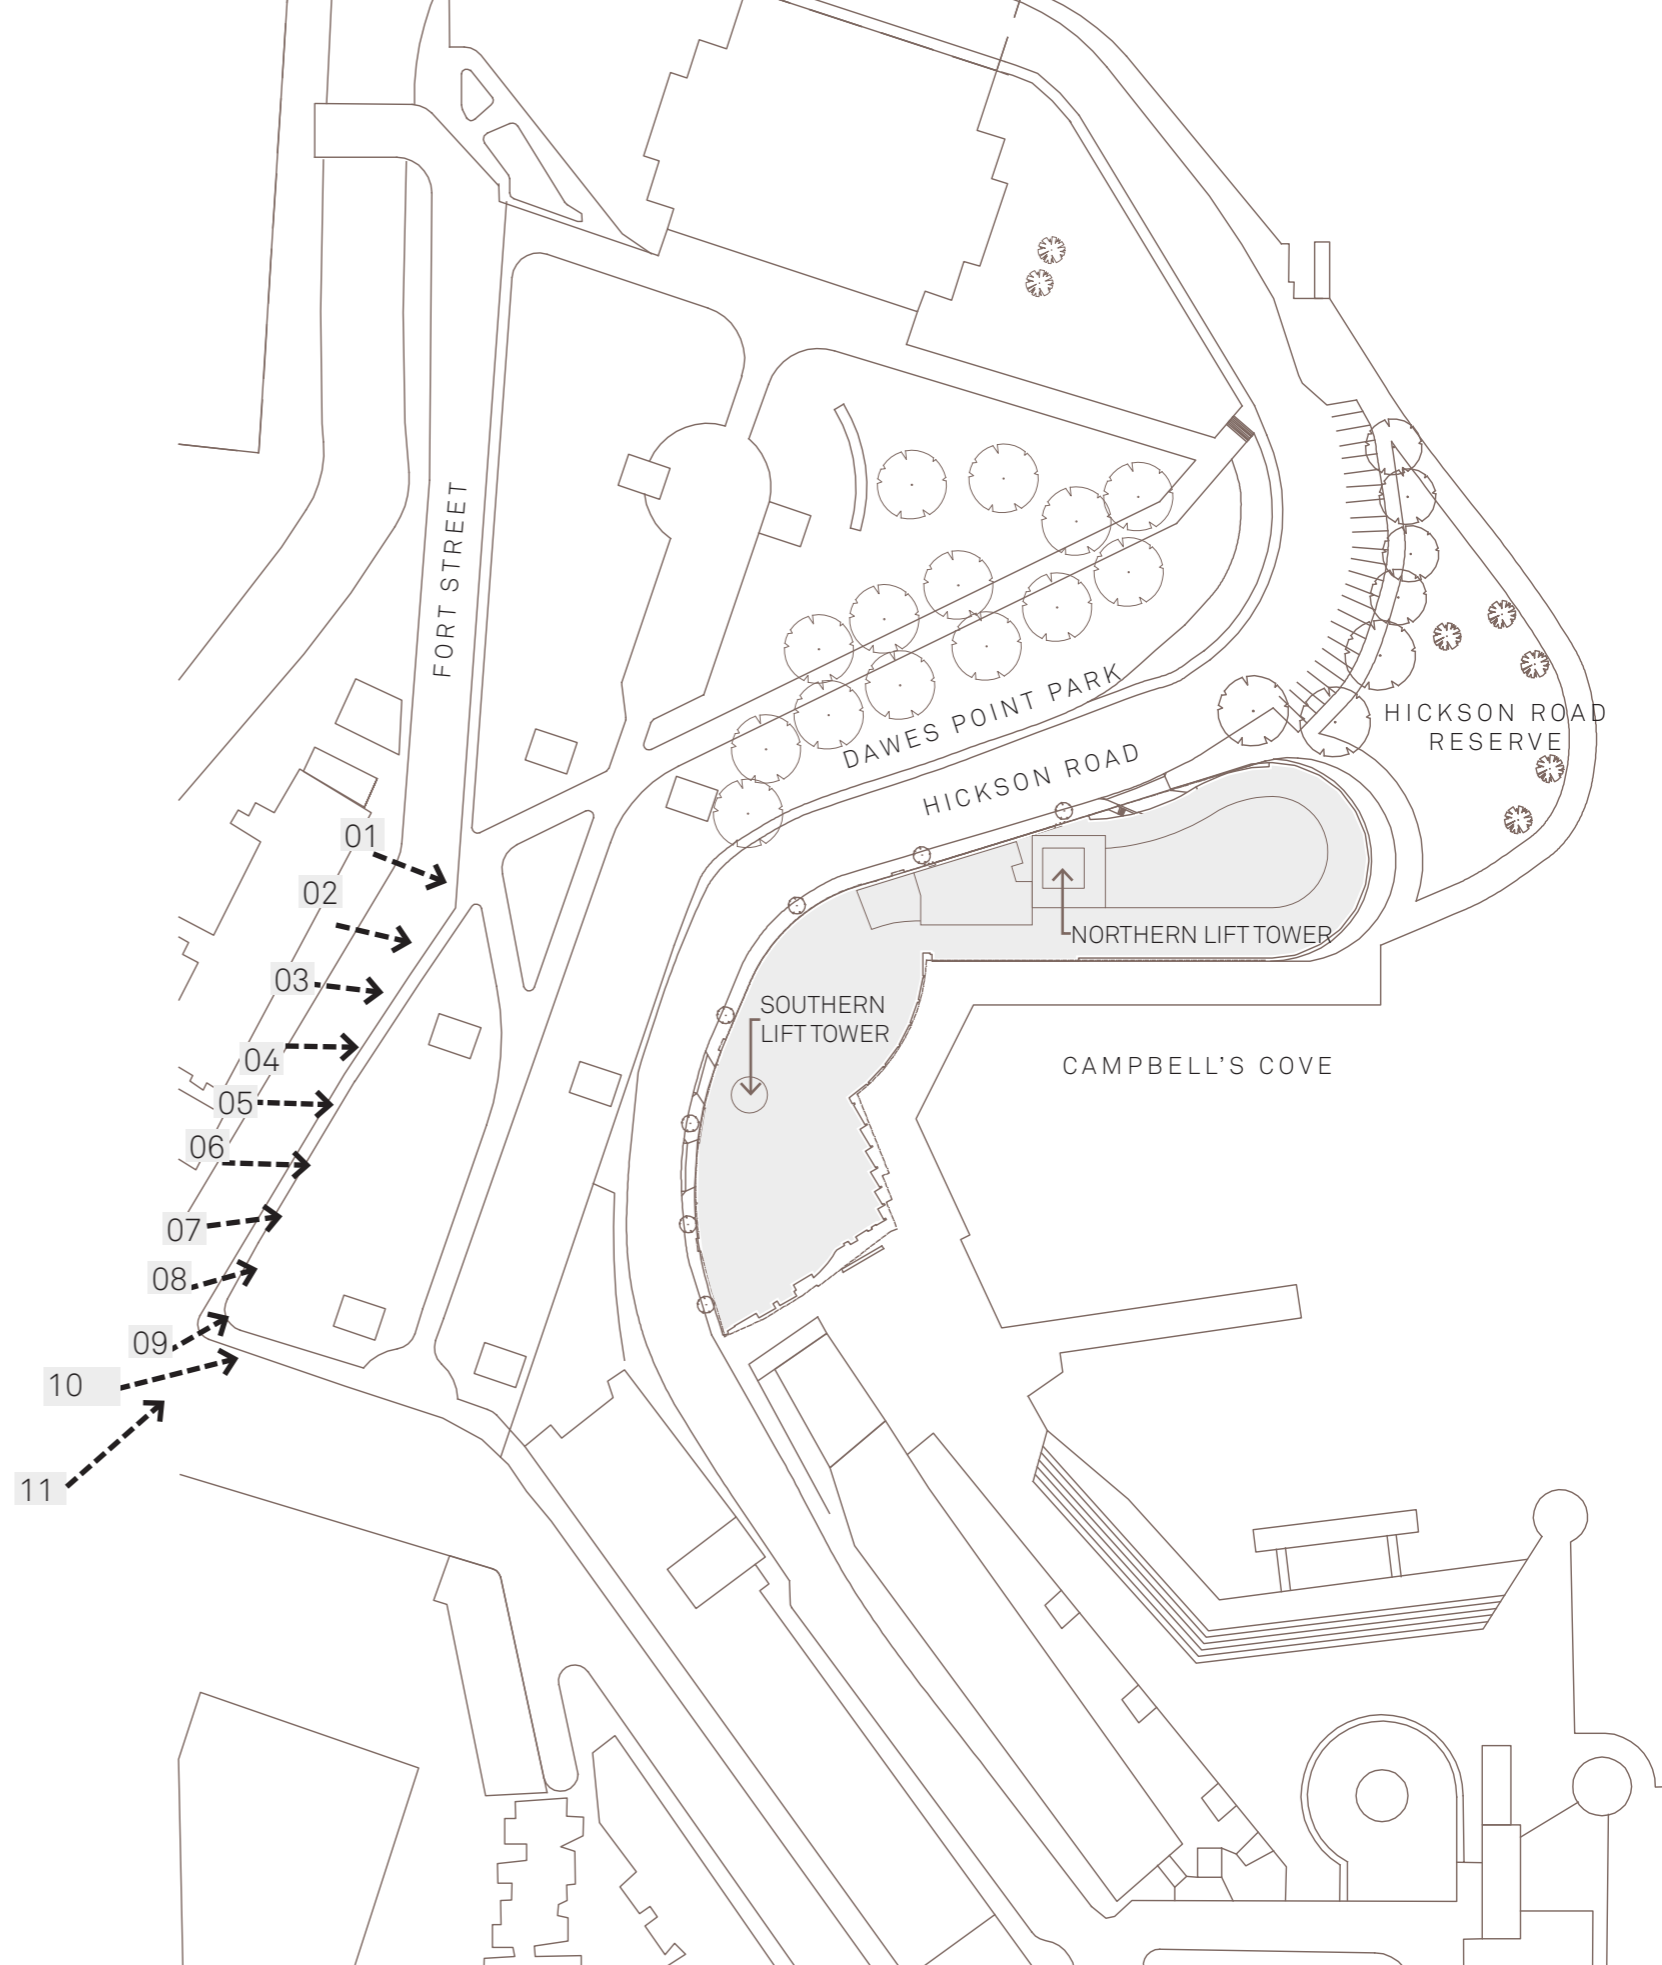 FORT STREET
DAWES POINT PARK
HICKSON ROAD
HICKSON ROAD
RESERVE
01
02
03
04
05
06
07
08
09
10
11
NORTHERN LIFT TOWER
SOUTHERN
LIFT TOWER
CAMPBELL'S COVE